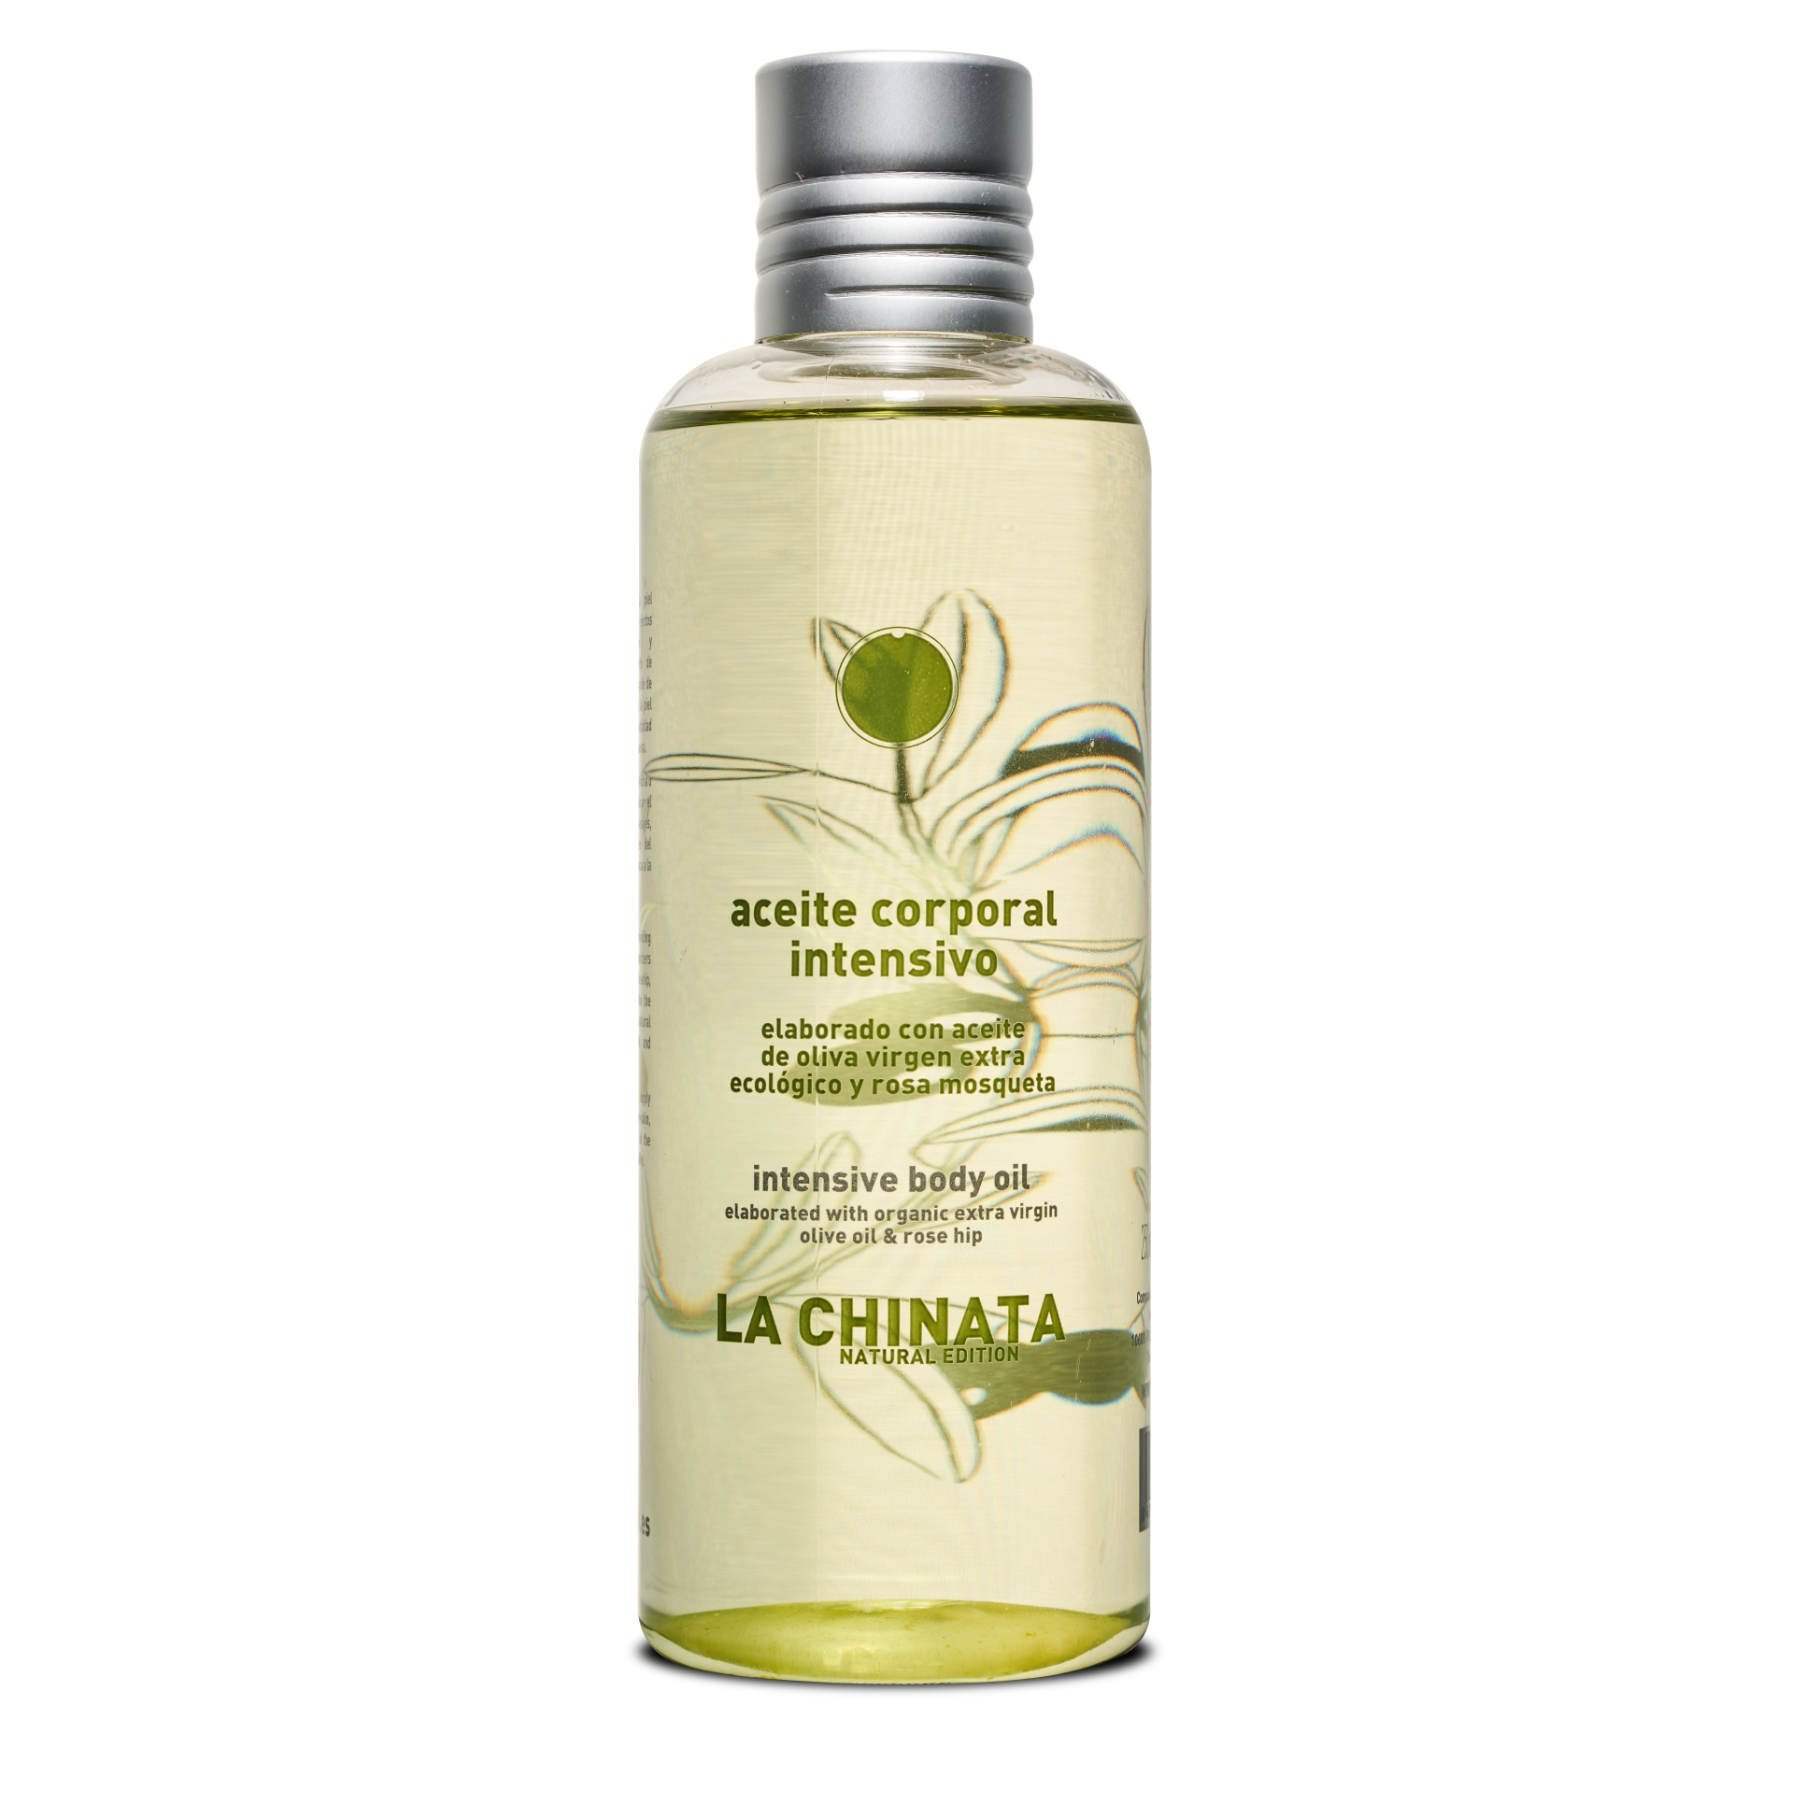 aceite corporal
intensivo
elaborado con aceite
de oliva virgen extra
ecológico y rosa mosqueta
intensive body oil
elaborated with organic extra virgin
olive oil & rose hip
LA CHINATA
NATURAL EDITION